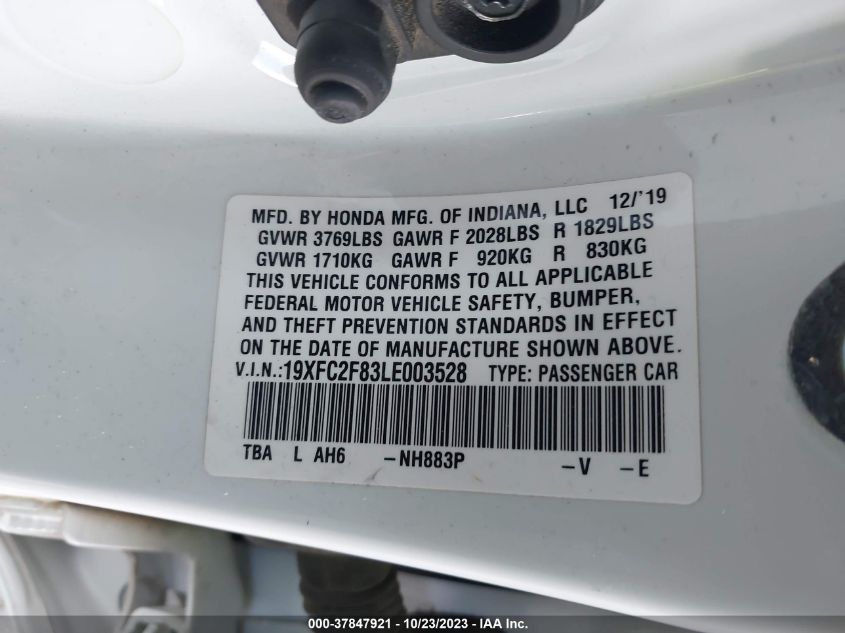 MFD. BY HONDA MFG. OF INDIANA, LLC 12/'19
GVWR 3769LBS GAWR F 2028LBS R 1829LBS
GVWR 1710KG GAWR F 920KG R 830KG
THIS VEHICLE CONFORMS TO ALL APPLICABLE
FEDERAL MOTOR VEHICLE SAFETY, BUMPER,
AND THEFT PREVENTION STANDARDS IN EFFECT
ON THE DATE OF MANUFACTURE SHOWN ABOVE.
V.I.N.:19XFC2F83LE003528 TYPE: PASSENGER CAR
TBA L AH6 -NH883P -V -E
000-37847921 - 10/23/2023 - IAA Inc.